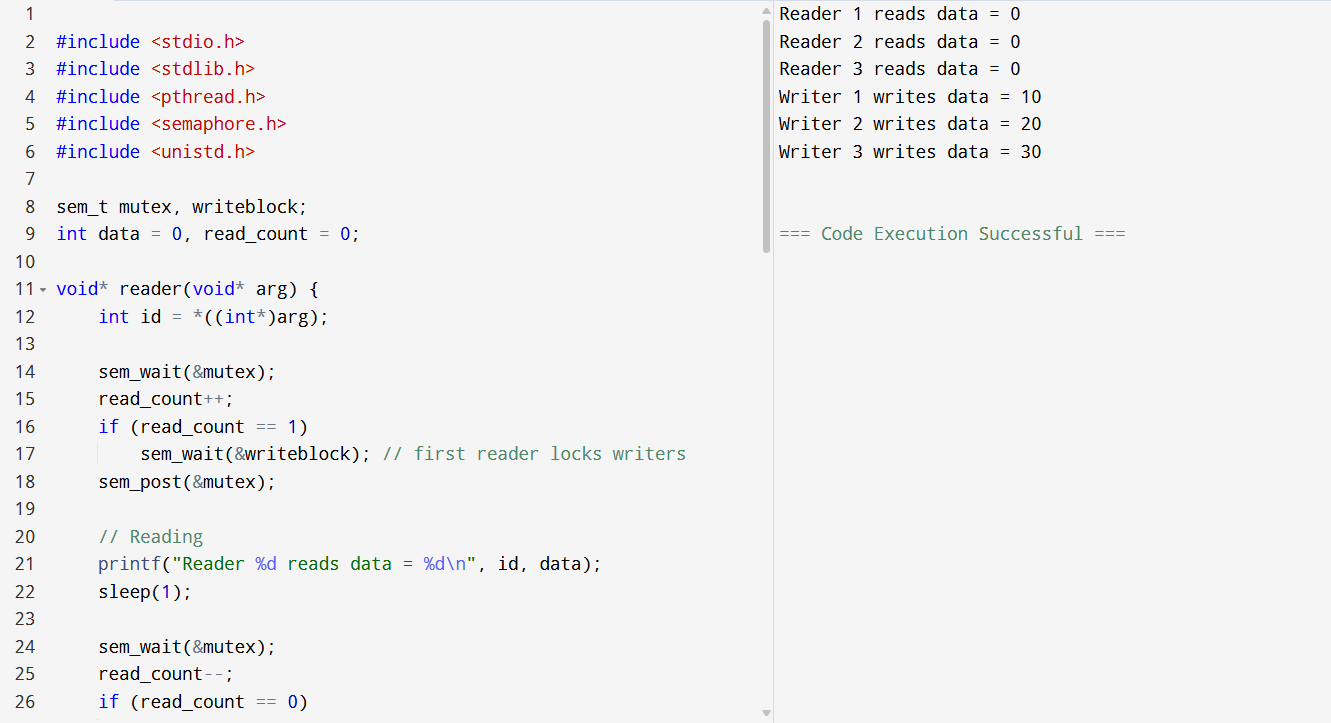 1
2 #include <stdio.h>
3 #include <stdlib.h>
4 #include <pthread.h>
5 #include <semaphore.h>
6 #include <unistd.h>
7
8 sem_t mutex, writeblock;
9 int data = 0, read_count = 0;
10
11 void* reader(void* arg) {
12     int id = *((int*)arg);
13
14     sem_wait(&mutex);
15     read_count++;
16     if (read_count == 1)
17         sem_wait(&writeblock); // first reader locks writers
18     sem_post(&mutex);
19
20     // Reading
21     printf("Reader %d reads data = %d\n", id, data);
22     sleep(1);
23
24     sem_wait(&mutex);
25     read_count--;
26     if (read_count == 0)
Reader 1 reads data = 0
Reader 2 reads data = 0
Reader 3 reads data = 0
Writer 1 writes data = 10
Writer 2 writes data = 20
Writer 3 writes data = 30
=== Code Execution Successful ===